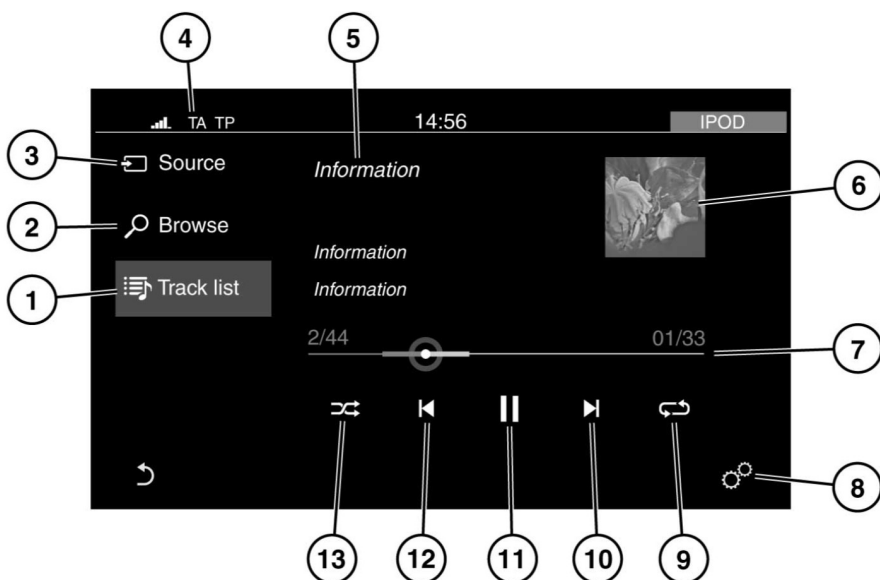 4
5
TA TP
14:56
IPOD
3
Source
Information
6
2
Browse
Information
1
Track list
Information
2/44
01/33
7
8
13
12
11
10
9